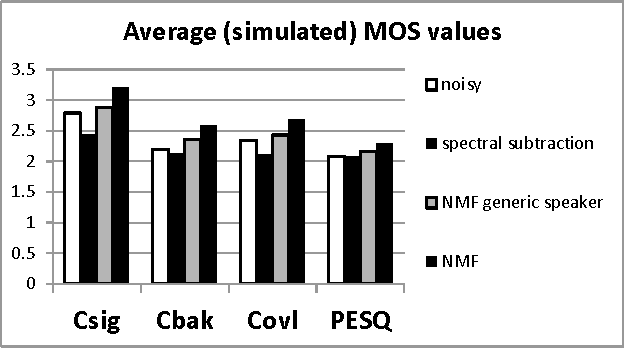 Average (simulated) MOS values
3.5
3
2.5
2
1.5
1
0.5
0
Csig Cbak Covl PESQ
noisy
spectral subtraction
NMF generic speaker
NMF